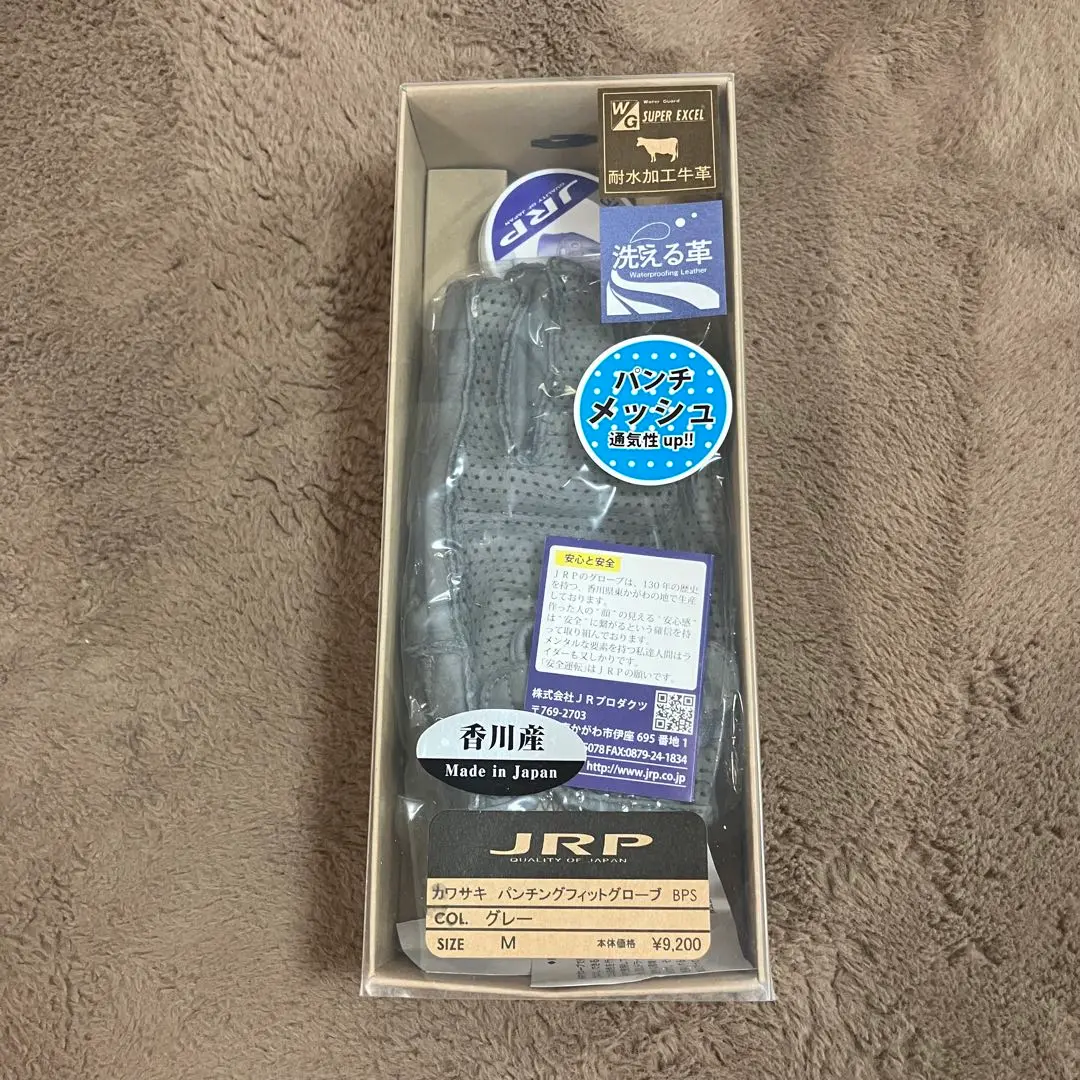 W/G
Water Guard
SUPER EXCEL
耐水加工牛革
JRP
QUALITY OF JAPAN
洗える革
Waterproofing Leather
パンチ
メッシュ
通気性 up!!
安心と安全
JRPのグローブは、130年の歴史
を持つ、香川県東かがわの地で生産
しております。
作った人の"顔"の見える"安心感"
は"安全"に繋がるという確信を持
って取り組んでおります。
メンタルな要素を持つ私達人間はラ
イダーも又しかりです。
「安全運転」はJRPの願いです。
株式会社JRプロダクツ
〒769-2703
かがわ市伊座 695 番地 1
5078 FAX:0879-24-1834
http://www.jrp.co.jp
香川産
Made in Japan
JRP
QUALITY OF JAPAN
カワサキ パンチングフィットグローブ BPS
COL. グレー
SIZE M 本体価格 ¥9,200